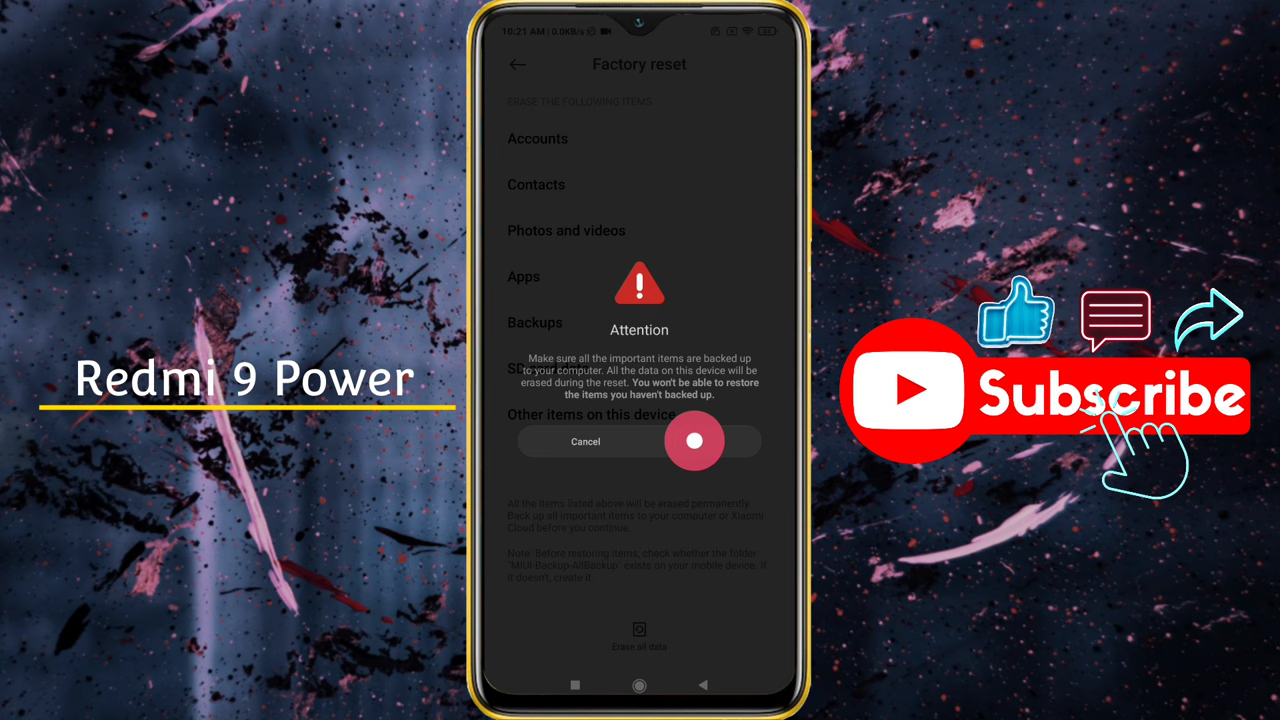 10:21 AM | 0.0KB/s
Factory reset
ERASE THE FOLLOWING ITEMS
Accounts
Contacts
Photos and videos
Apps
Backups
Attention
Make sure all the important items are backed up
to your computer. All the data on this device will be
erased during the reset. You won't be able to restore
the items you haven't backed up.
Other items on this device
Cancel
All the items listed above will be erased permanently.
Back up all important items to your computer or Xiaomi
Cloud before you continue.
Note: Before restoring items, check whether the folder
"MIUI-Backup-AllBackup" exists on your mobile device. If
it doesn't, create it
Erase all data
Redmi 9 Power
Subscribe